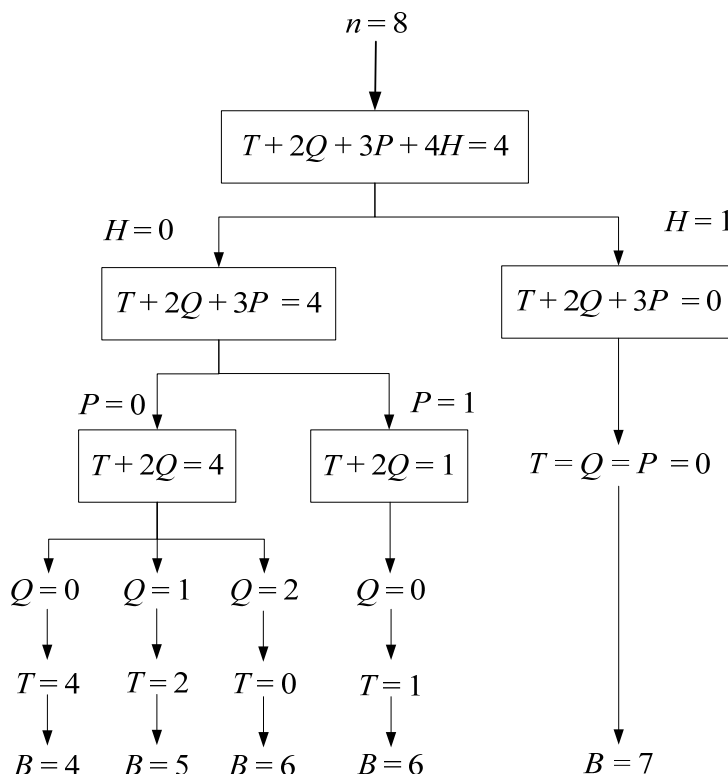 n = 8
T + 2Q + 3P + 4H = 4
H = 0
H = 1
T + 2Q + 3P = 4
T + 2Q + 3P = 0
P = 0
P = 1
T + 2Q = 4
T + 2Q = 1
T = Q = P = 0
Q = 0 Q = 1 Q = 2 Q = 0
T = 4 T = 2 T = 0 T = 1
B = 4 B = 5 B = 6 B = 6 B = 7